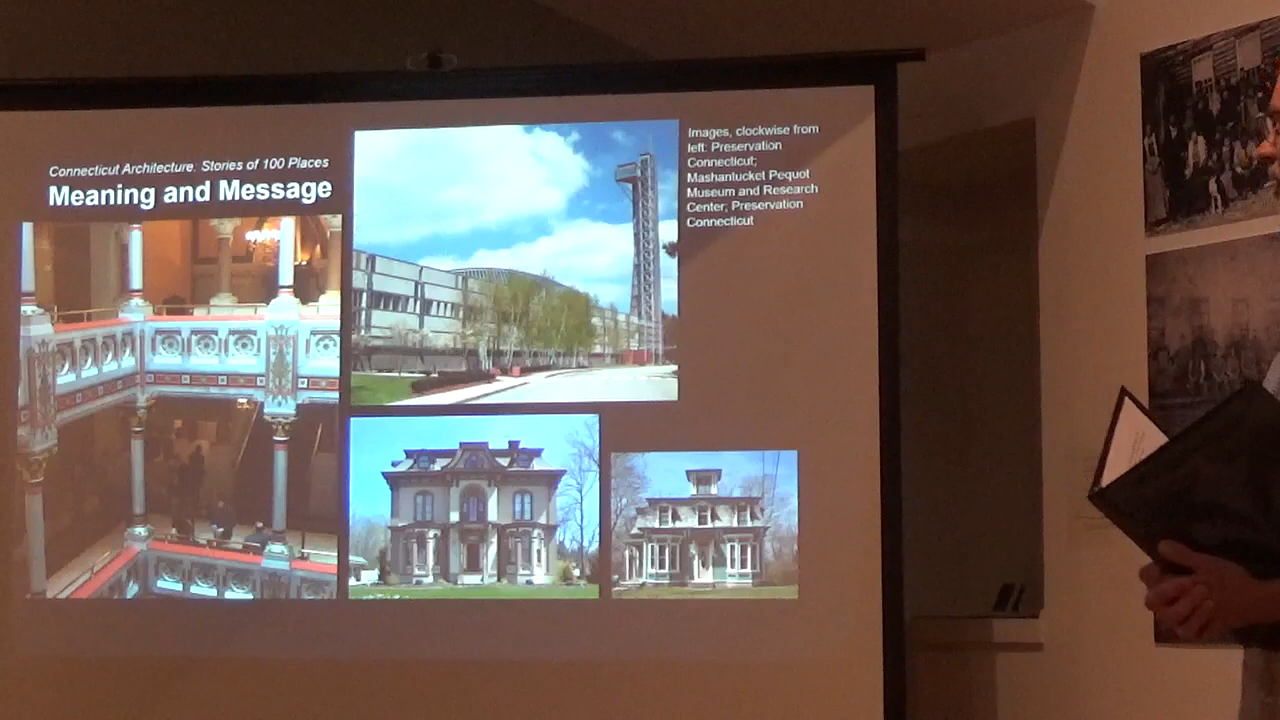 Connecticut Architecture. Stories of 100 Places
Meaning and Message
Images, clockwise from
left: Preservation
Connecticut;
Mashantucket Pequot
Museum and Research
Center; Preservation
Connecticut